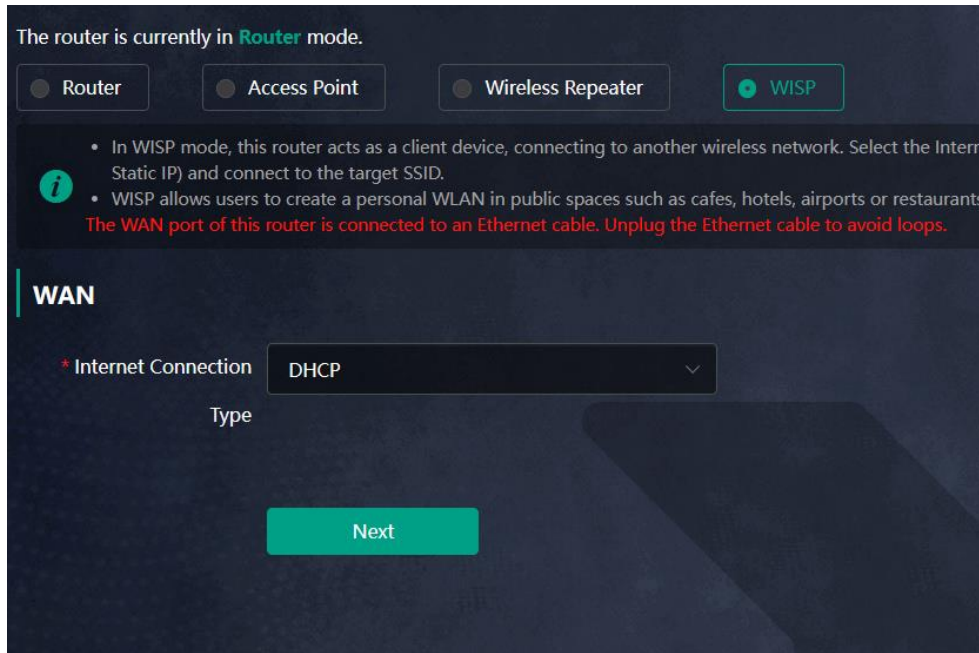 The router is currently in Router mode.
Router Access Point Wireless Repeater WISP
In WISP mode, this router acts as a client device, connecting to another wireless network. Select the
Static IP) and connect to the target SSID.
WISP allows users to create a personal WLAN in public spaces such as cafes, hotels, airports or restaurants
The WAN port of this router is connected to an Ethernet cable. Unplug the Ethernet cable to avoid loops.
WAN
* Internet Connection DHCP
Type
Next